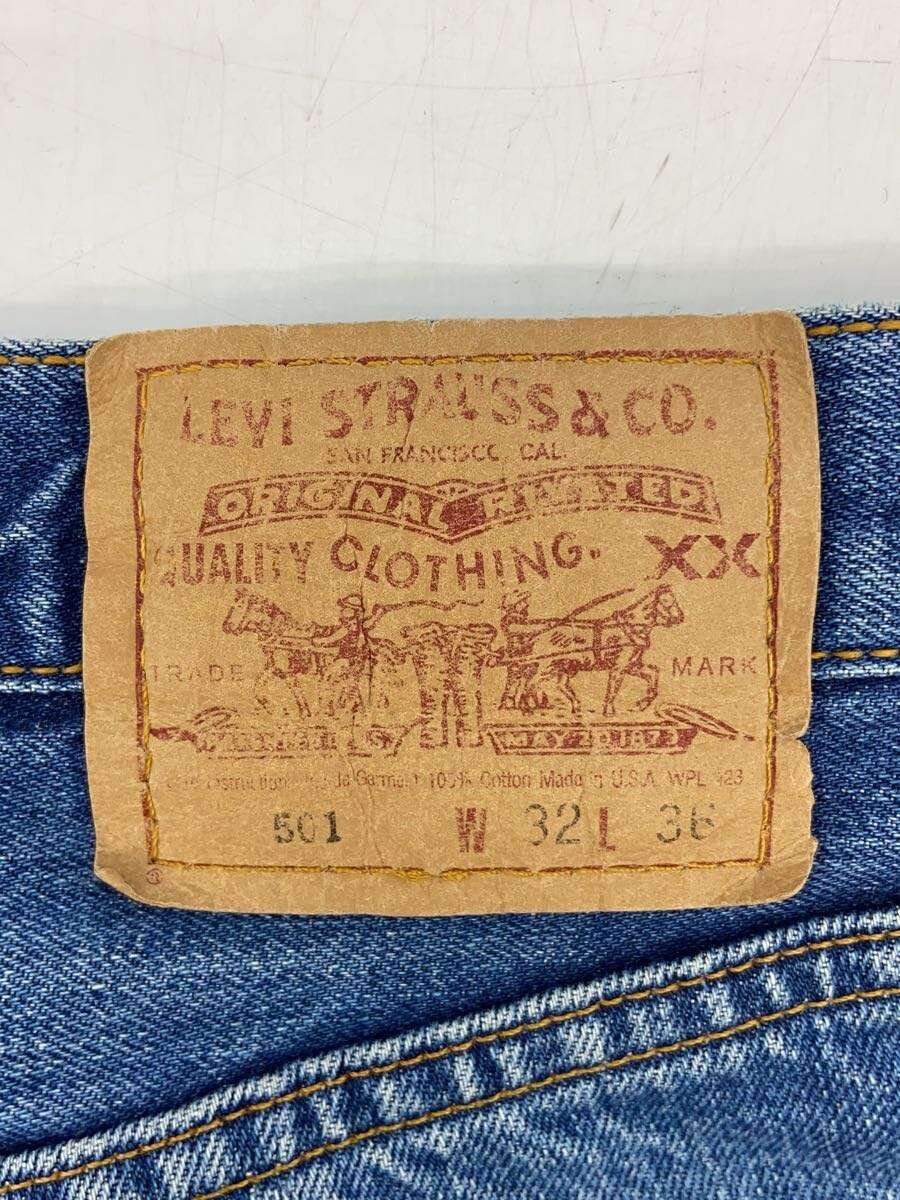 LEVI STRAUSS & CO.
SAN FRANCISCO, CAL.
ORIGINAL RIVETED
QUALITY CLOTHING. XX
TRADE MARK
MAY 20 1873
Garment 100% Cotton Made in U.S.A. WPL 423
501 W 32 L 36
®